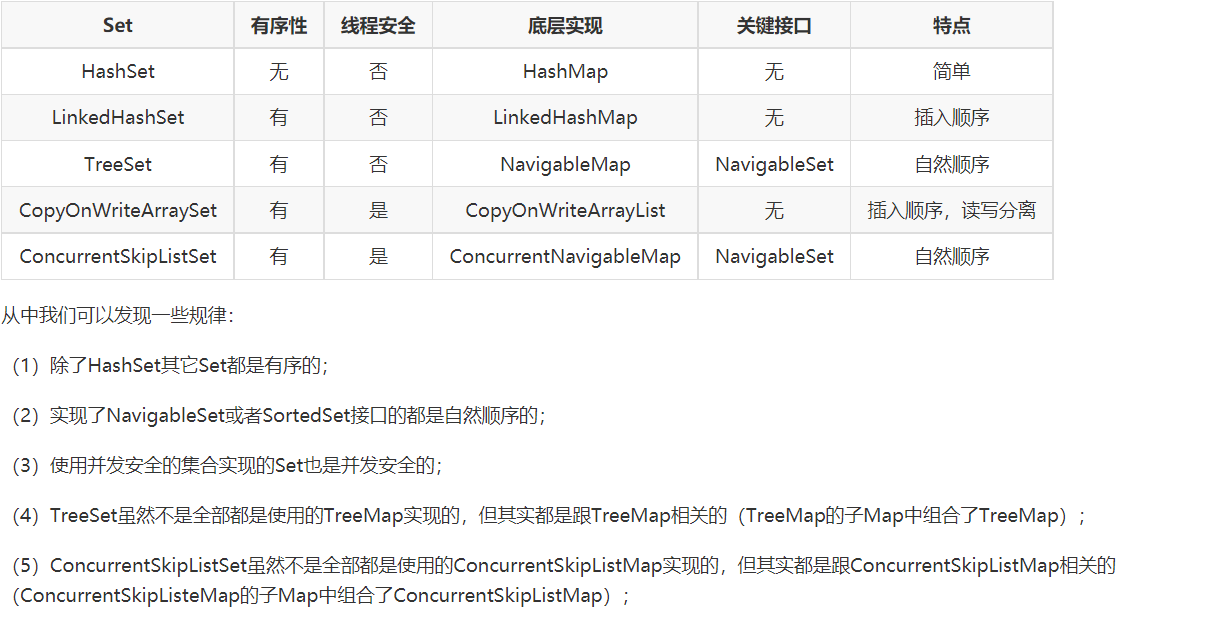 Set 有序性 线程安全 底层实现 关键接口 特点
HashSet 无 否 HashMap 无 简单
LinkedHashSet 有 否 LinkedHashMap 无 插入顺序
TreeSet 有 否 NavigableMap NavigableSet 自然顺序
CopyOnWriteArraySet 有 是 CopyOnWriteArrayList 无 插入顺序，读写分离
ConcurrentSkipListSet 有 是 ConcurrentNavigableMap NavigableSet 自然顺序
从中我们可以发现一些规律：
（1）除了HashSet其它Set都是有序的；
（2）实现了NavigableSet或者SortedSet接口的都是自然顺序的；
（3）使用并发安全的集合实现的Set也是并发安全的；
（4）TreeSet虽然不是全部都是使用的TreeMap实现的，但其实都是跟TreeMap相关的（TreeMap的子Map中组合了TreeMap）；
（5）ConcurrentSkipListSet虽然不是全部都是使用的ConcurrentSkipListMap实现的，但其实都是跟ConcurrentSkipListMap相关的
（ConcurrentSkipListeMap的子Map中组合了ConcurrentSkipListMap）；